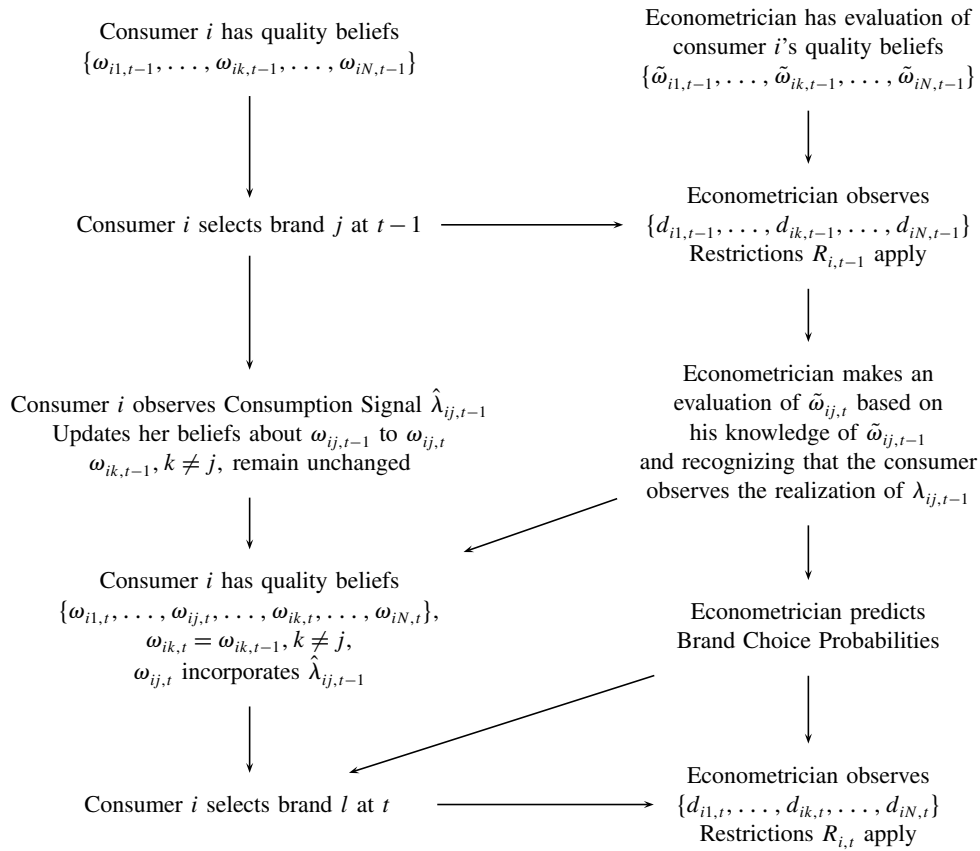 Consumer i has quality beliefs
{ω_{i1,t−1}, . . . , ω_{ik,t−1}, . . . , ω_{iN,t−1}}
Econometrician has evaluation of
consumer i's quality beliefs
{ω̃_{i1,t−1}, . . . , ω̃_{ik,t−1}, . . . , ω̃_{iN,t−1}}
Consumer i selects brand j at t − 1
Econometrician observes
{d_{i1,t−1}, . . . , d_{ik,t−1}, . . . , d_{iN,t−1}}
Restrictions R_{i,t−1} apply
Consumer i observes Consumption Signal λ̂_{ij,t−1}
Updates her beliefs about ω_{ij,t−1} to ω_{ij,t}
ω_{ik,t−1}, k ≠ j, remain unchanged
Econometrician makes an
evaluation of ω̃_{ij,t} based on
his knowledge of ω̃_{ij,t−1}
and recognizing that the consumer
observes the realization of λ_{ij,t−1}
Consumer i has quality beliefs
{ω_{i1,t}, . . . , ω_{ij,t}, . . . , ω_{ik,t}, . . . , ω_{iN,t}},
ω_{ik,t} = ω_{ik,t−1}, k ≠ j,
ω_{ij,t} incorporates λ̂_{ij,t−1}
Econometrician predicts
Brand Choice Probabilities
Consumer i selects brand l at t
Econometrician observes
{d_{i1,t}, . . . , d_{ik,t}, . . . , d_{iN,t}}
Restrictions R_{i,t} apply